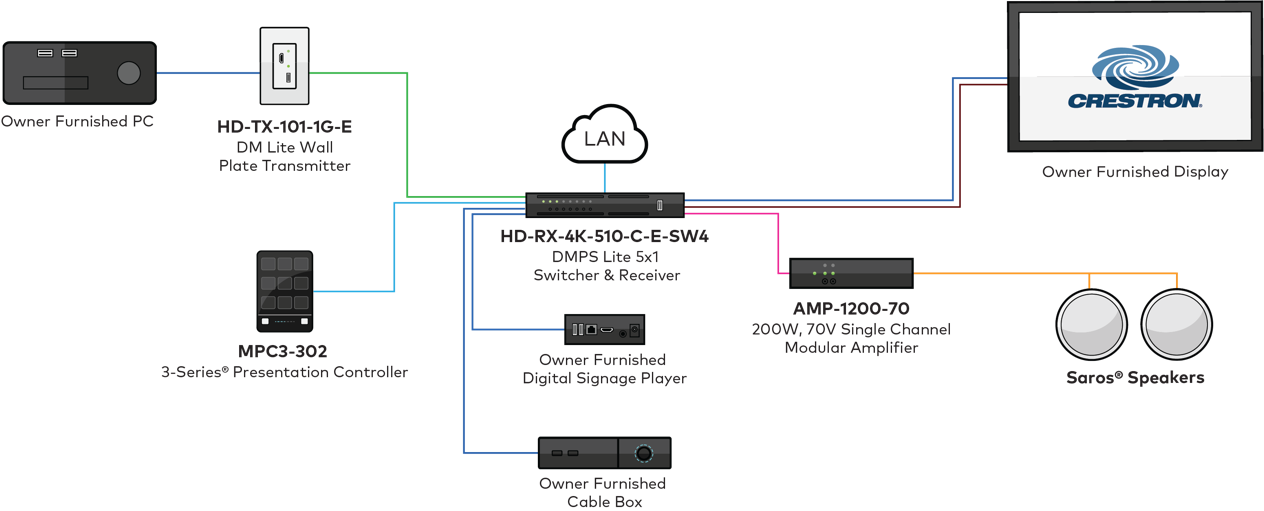 Owner Furnished PC
HD-TX-101-1G-E
DM Lite Wall
Plate Transmitter
LAN
CRESTRON®
Owner Furnished Display
HD-RX-4K-510-C-E-SW4
DMPS Lite 5x1
Switcher & Receiver
MPC3-302
3-Series® Presentation Controller
Owner Furnished
Digital Signage Player
AMP-1200-70
200W, 70V Single Channel
Modular Amplifier
Saros® Speakers
Owner Furnished
Cable Box